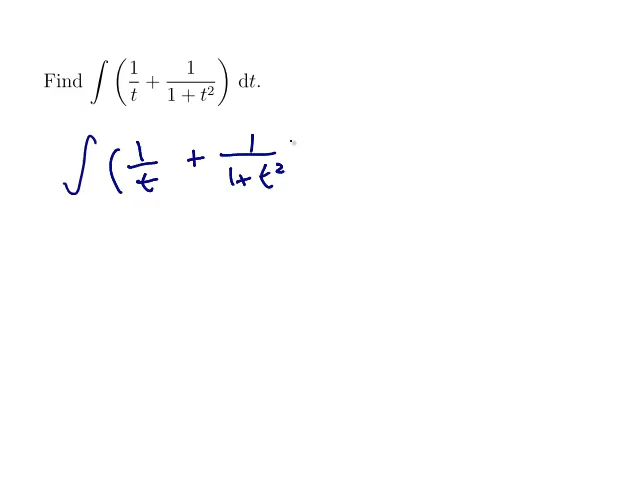 Find ∫ (1/t + 1/(1 + t²)) dt.
∫ (1/t + 1/(1+t²)